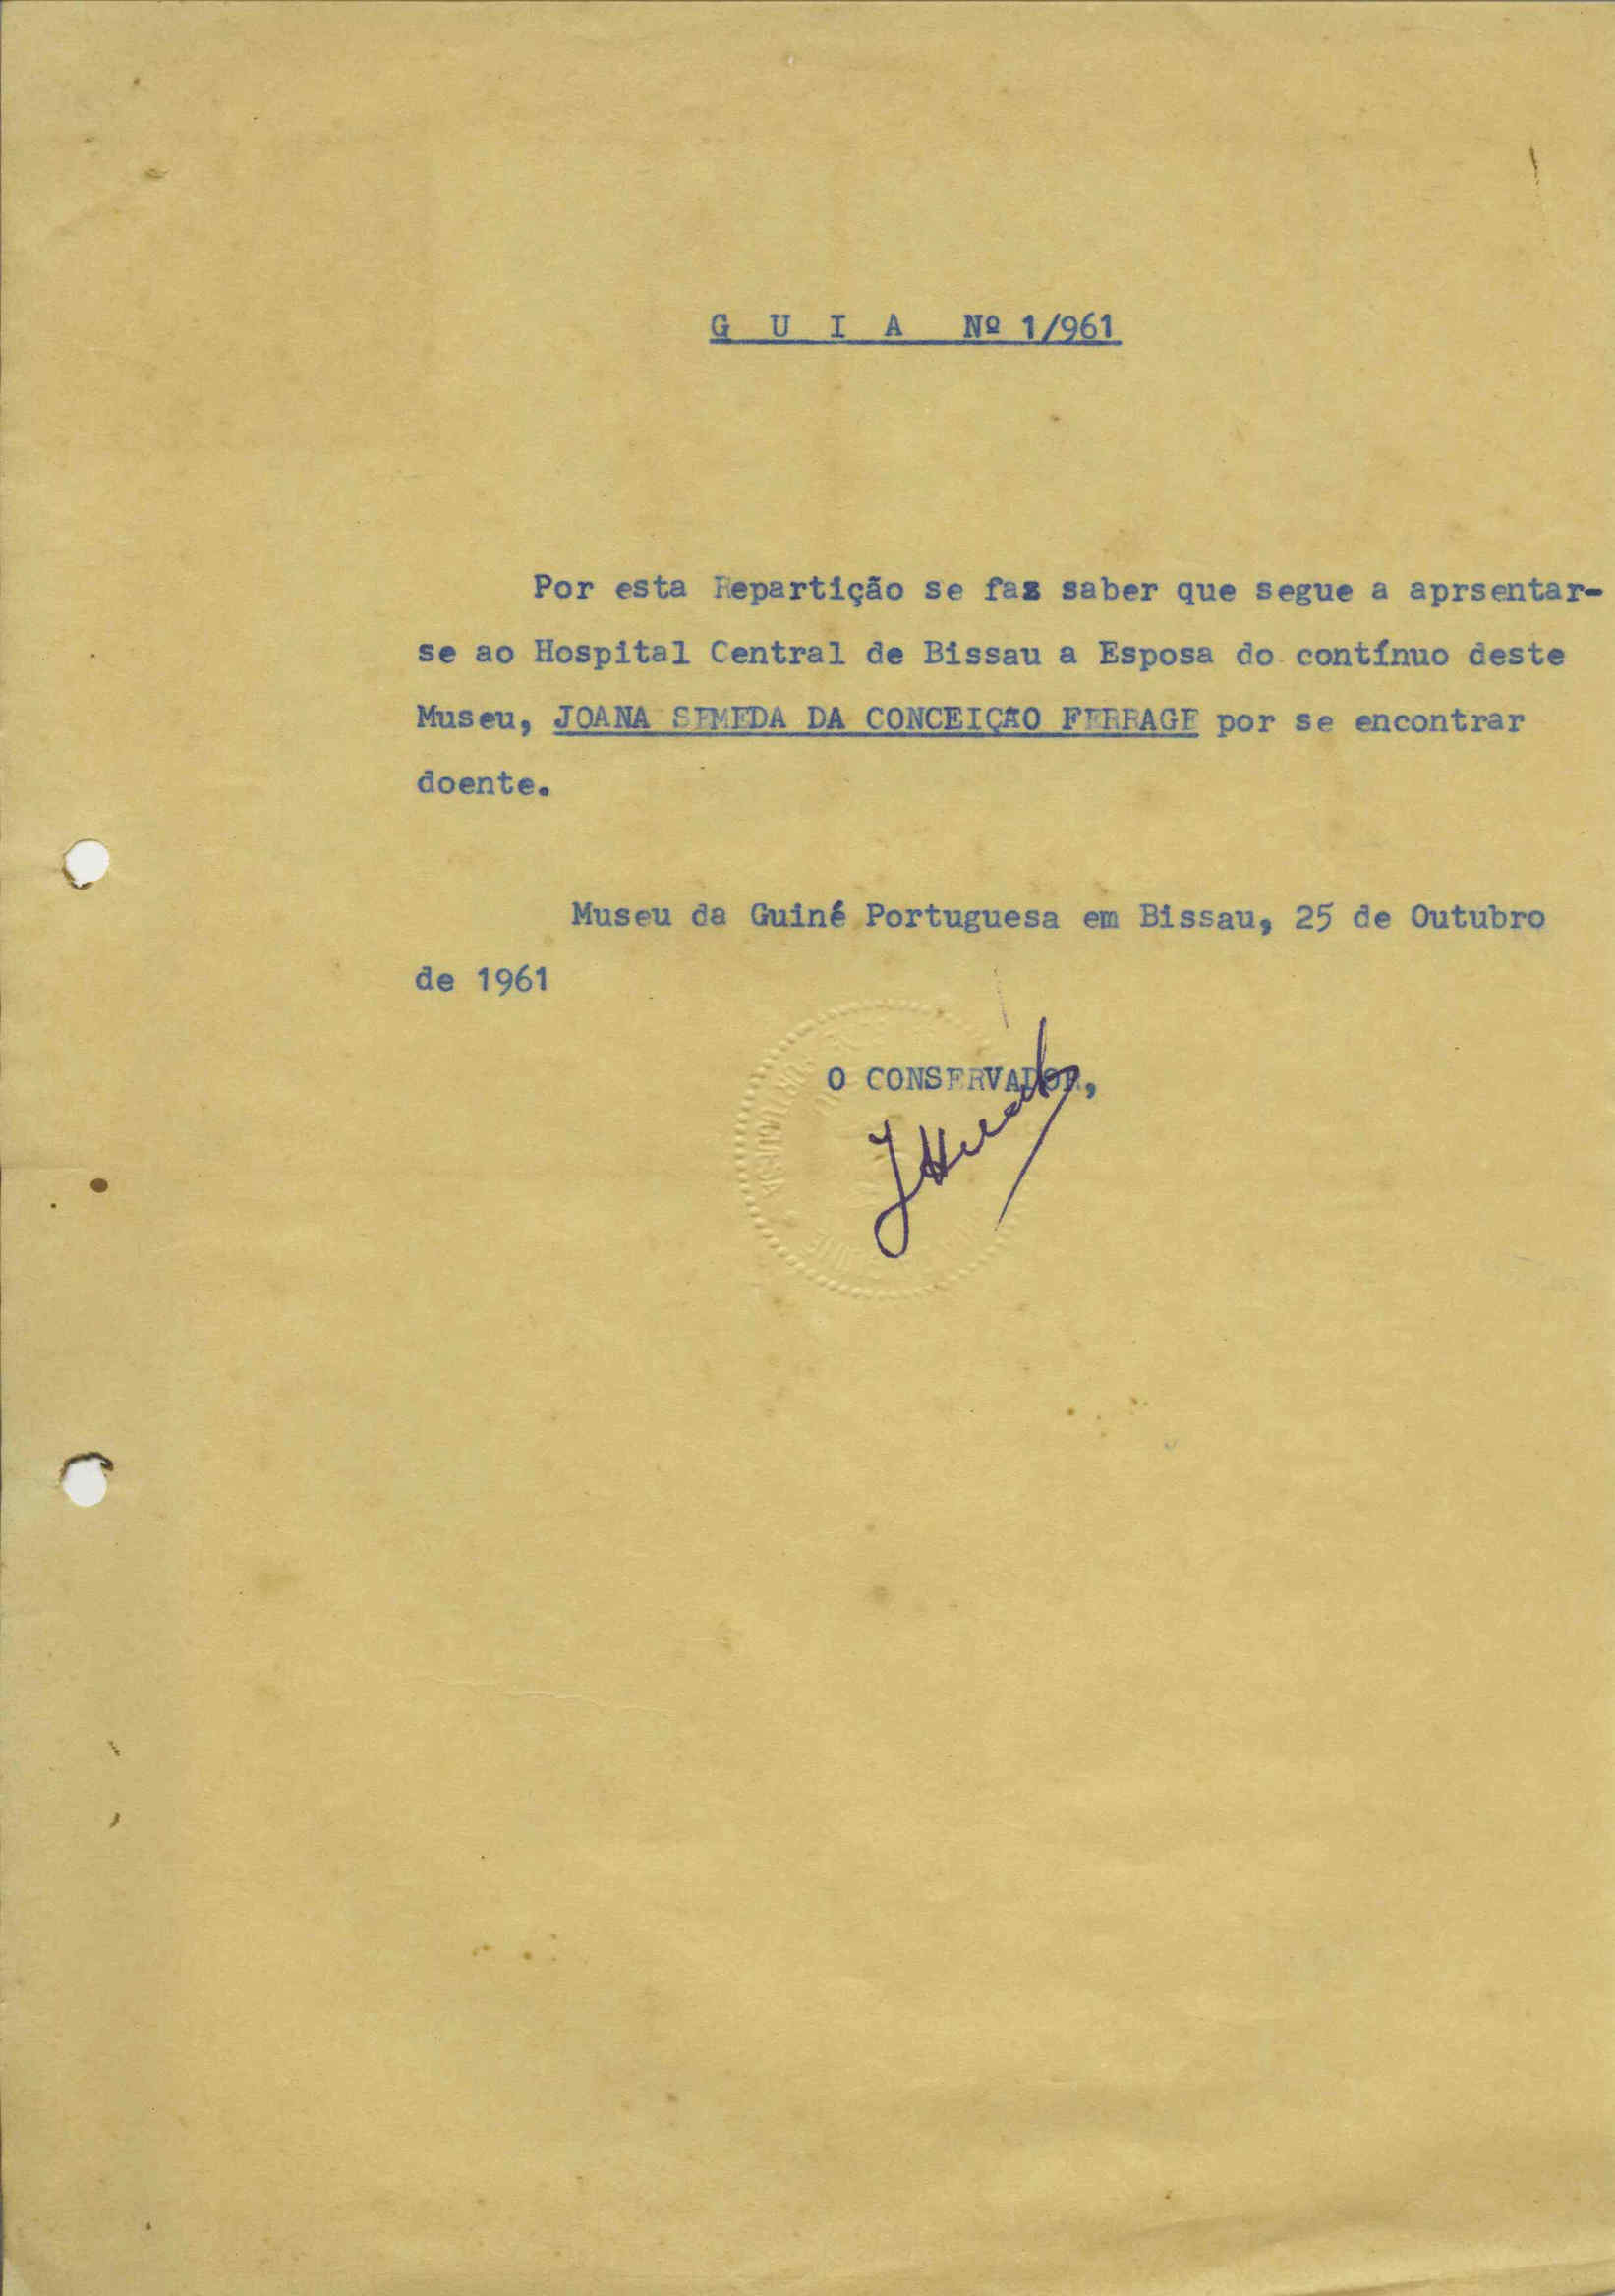 G U I A Nº 1/961
Por esta Repartição se faz saber que segue a aprsentar-
se ao Hospital Central de Bissau a Esposa do contínuo deste
Museu, JOANA SEMEDA DA CONCEIÇÃO FERRAGE por se encontrar
doente.
Museu da Guiné Portuguesa em Bissau, 25 de Outubro
de 1961
O CONSERVADOR,